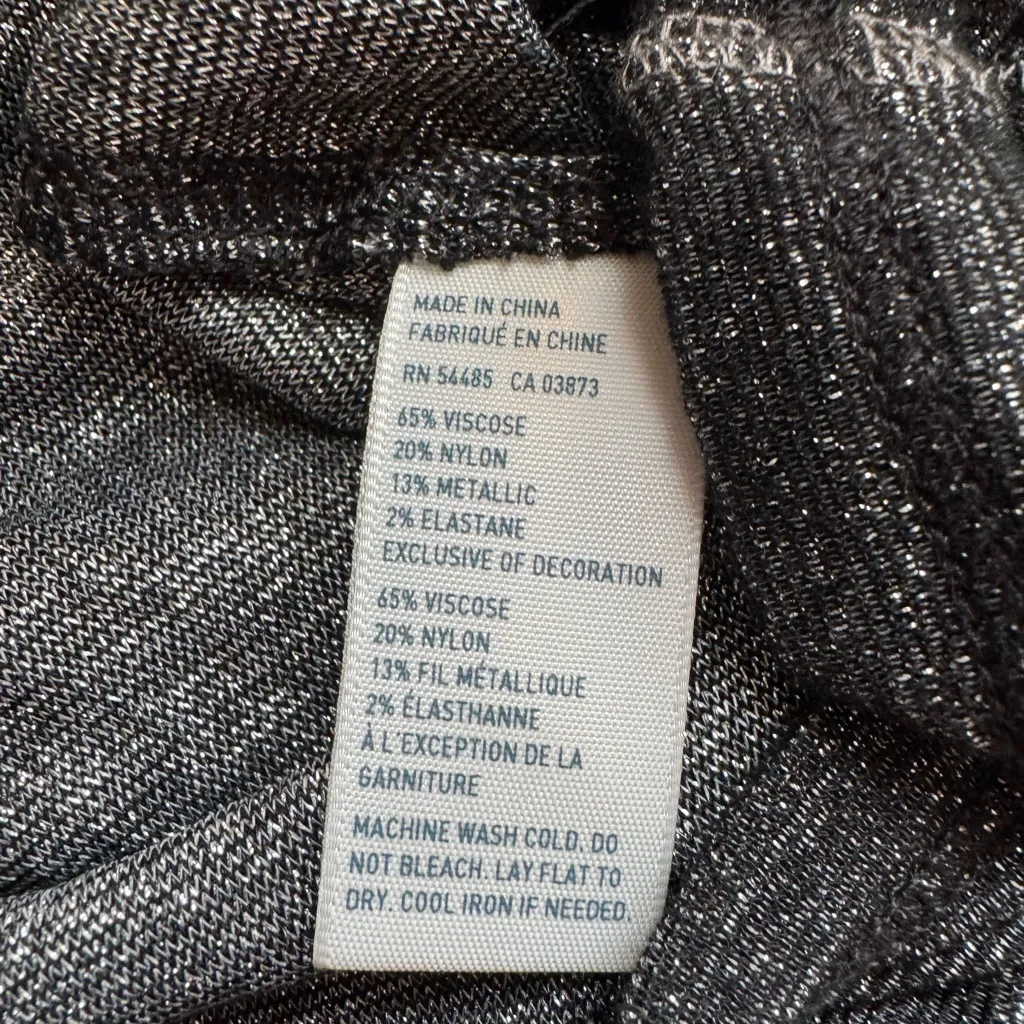 MADE IN CHINA
FABRIQUÉ EN CHINE
RN 54485 CA 03873
65% VISCOSE
20% NYLON
13% METALLIC
2% ELASTANE
EXCLUSIVE OF DECORATION
65% VISCOSE
20% NYLON
13% FIL MÉTALLIQUE
2% ÉLASTHANNE
À L'EXCEPTION DE LA
GARNITURE
MACHINE WASH COLD. DO
NOT BLEACH. LAY FLAT TO
DRY. COOL IRON IF NEEDED.